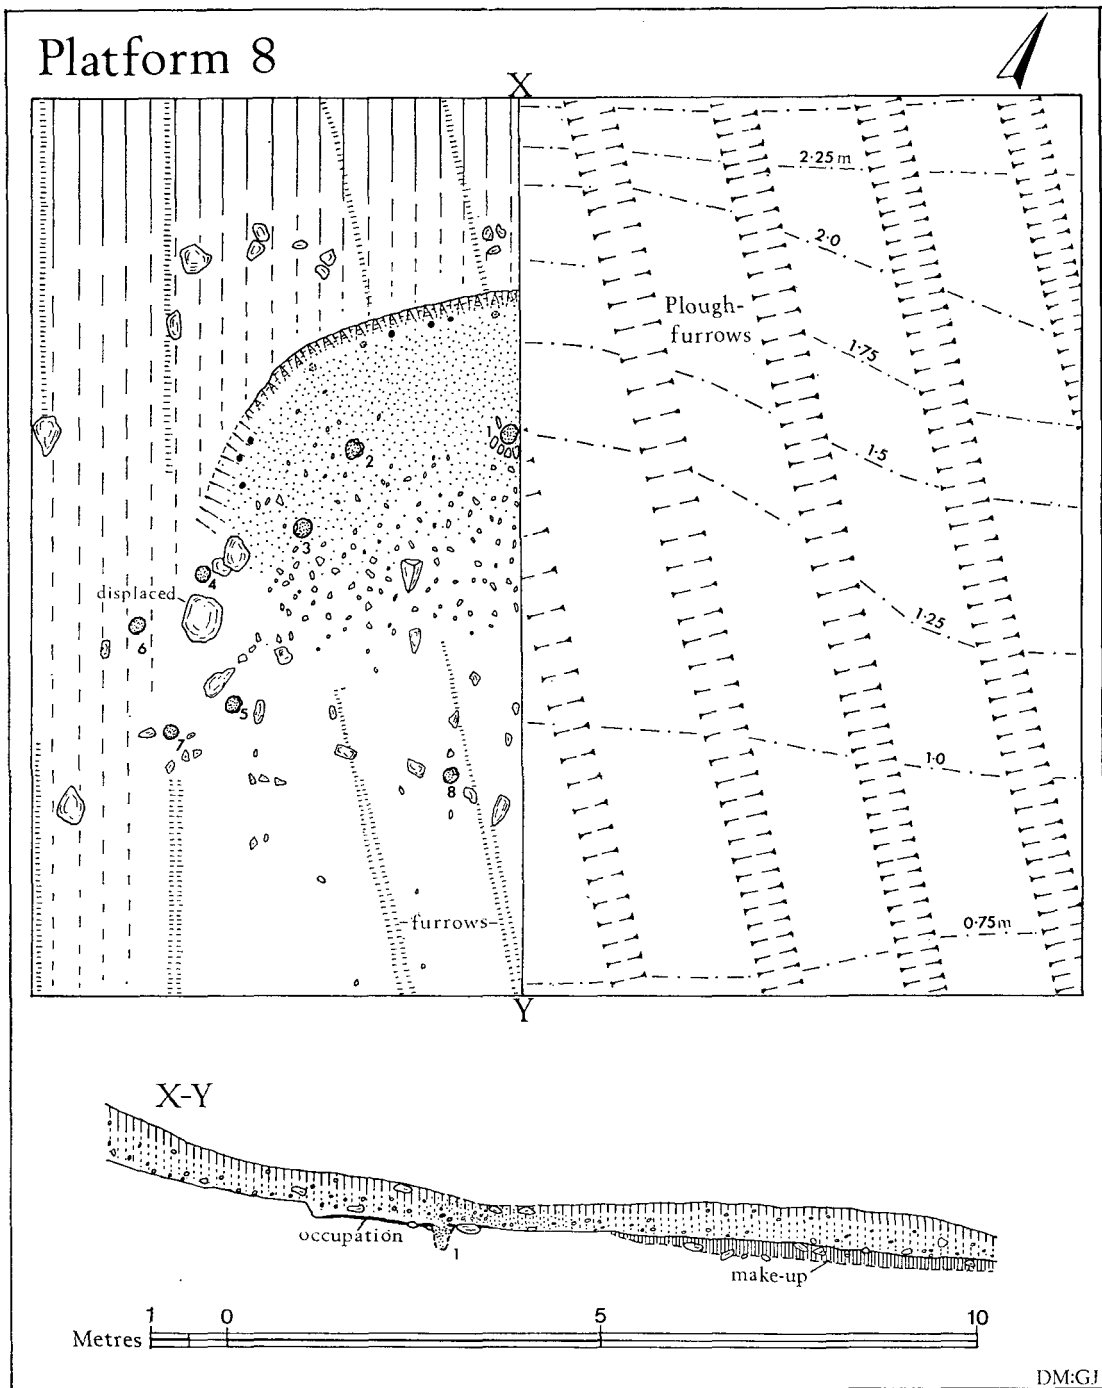 Platform 8
X
2·25 m
2·0
Plough-
furrows
1·75
1
2
1·5
3
4
displaced
1·25
6
5
7
1·0
8
furrows
0·75m
Y
X-Y
occupation
1
make-up
1 0 5 10
Metres
DM:GJ